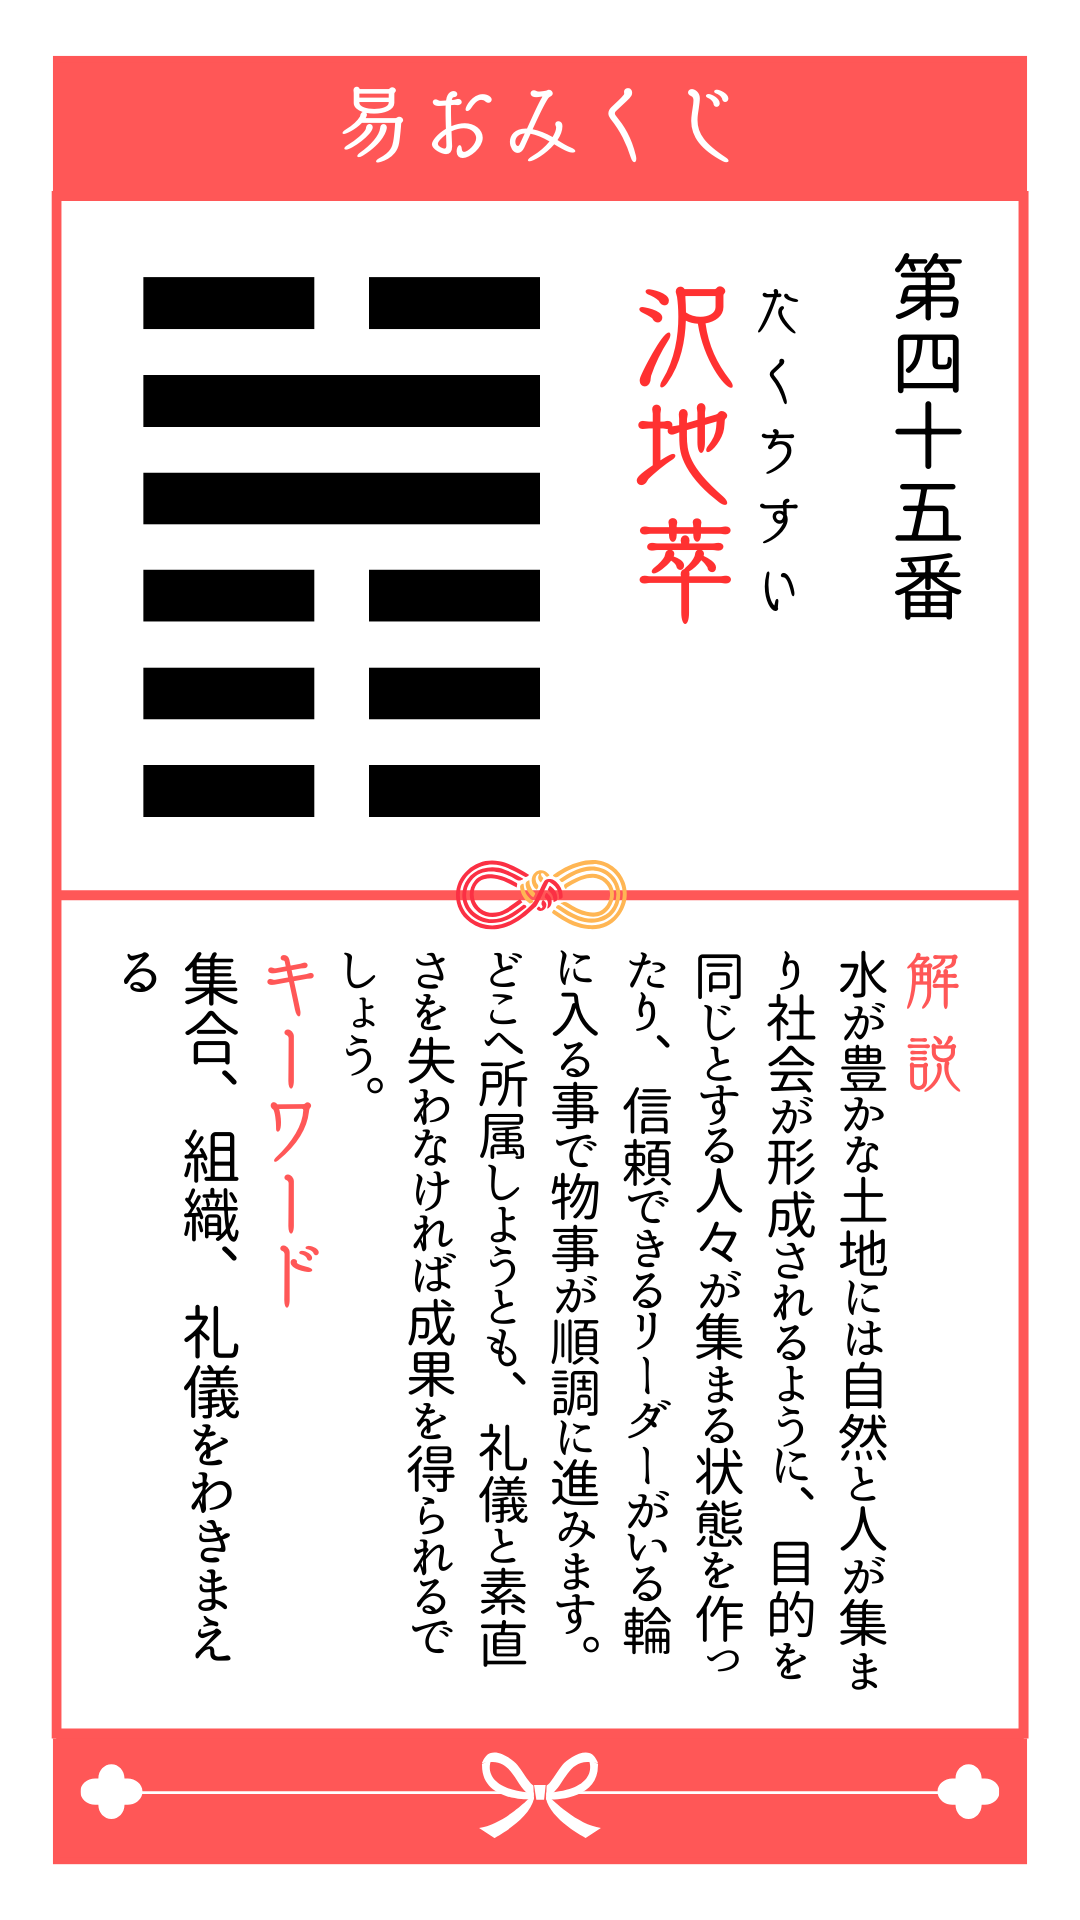 易おみくじ
第四十五番
たくちすい
沢地萃
解説
水が豊かな土地には自然と人が集ま
り社会が形成されるように、目的を
同じとする人々が集まる状態を作っ
たり、信頼できるリーダーがいる輪
に入る事で物事が順調に進みます。
どこへ所属しようとも、礼儀と素直
さを失わなければ成果を得られるで
しょう。
キーワード
集合、組織、礼儀をわきまえ
る